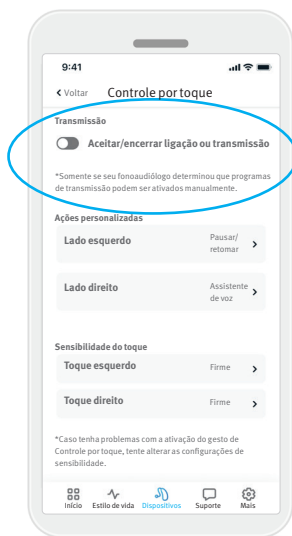 9:41
Voltar Controle por toque
Transmissão
Aceitar/encerrar ligação ou transmissão
*Somente se seu fonoaudiólogo determinou que programas
de transmissão podem ser ativados manualmente.
Ações personalizadas
Lado esquerdo Pausar/
retomar
Lado direito Assistente
de voz
Sensibilidade do toque
Toque esquerdo Firme
Toque direito Firme
*Caso tenha problemas com a ativação do gesto de
Controle por toque, tente alterar as configurações de
sensibilidade.
Início Estilo de vida Dispositivos Suporte Mais